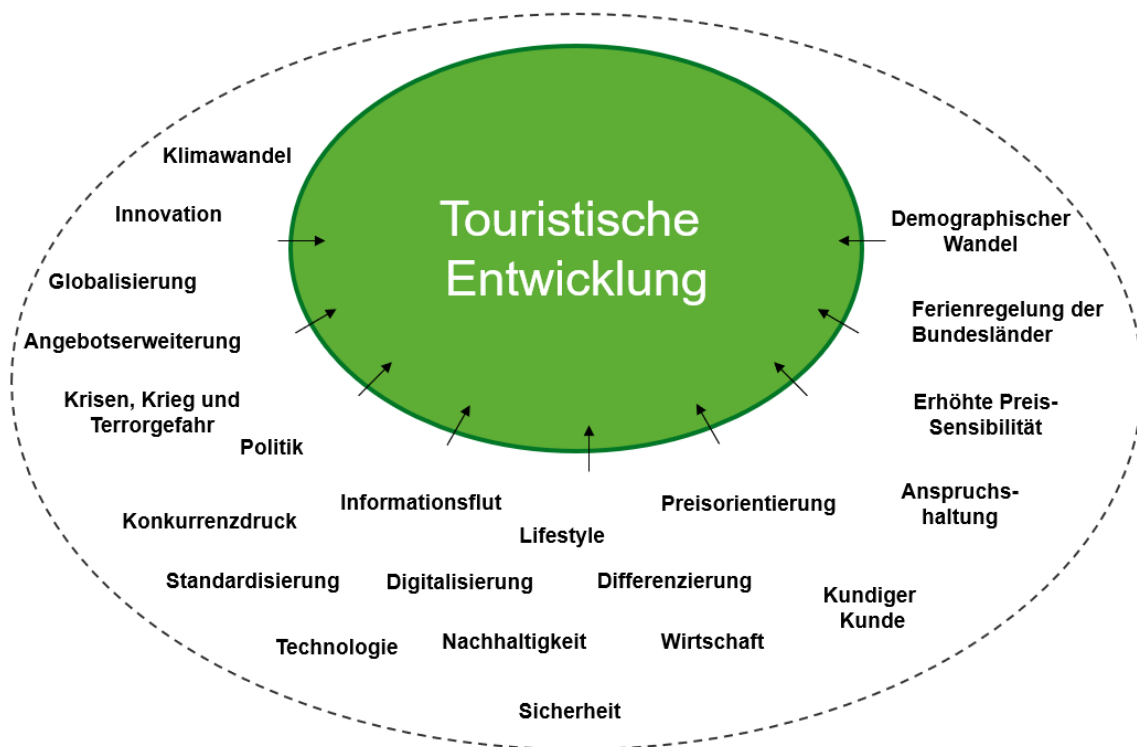 Touristische
Entwicklung
Klimawandel
Innovation
Globalisierung
Angebotserweiterung
Krisen, Krieg und
Terrorgefahr
Politik
Konkurrenzdruck
Informationsflut
Lifestyle
Preisorientierung
Standardisierung
Digitalisierung
Differenzierung
Technologie
Nachhaltigkeit
Wirtschaft
Sicherheit
Demographischer
Wandel
Ferienregelung der
Bundesländer
Erhöhte Preis-
Sensibilität
Anspruchs-
haltung
Kundiger
Kunde